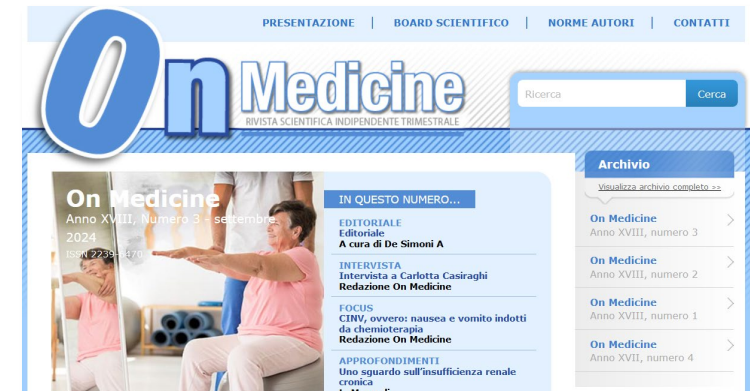 PRESENTAZIONE | BOARD SCIENTIFICO | NORME AUTORI | CONTATTI
On Medicine
RIVISTA SCIENTIFICA INDIPENDENTE TRIMESTRALE
Ricerca
Cerca
On Medicine
Anno XVIII, Numero 3 - settembre
2024
IN QUESTO NUMERO...
EDITORIALE
Editoriale
A cura di De Simoni A
INTERVISTA
Intervista a Carlotta Casiraghi
Redazione On Medicine
FOCUS
CINV, ovvero: nausea e vomito indotti
da chemioterapia
Redazione On Medicine
APPROFONDIMENTI
Uno sguardo sull'insufficienza renale
cronica
Archivio
Visualizza archivio completo >>
On Medicine
Anno XVIII, numero 3
On Medicine
Anno XVIII, numero 2
On Medicine
Anno XVIII, numero 1
On Medicine
Anno XVII, numero 4